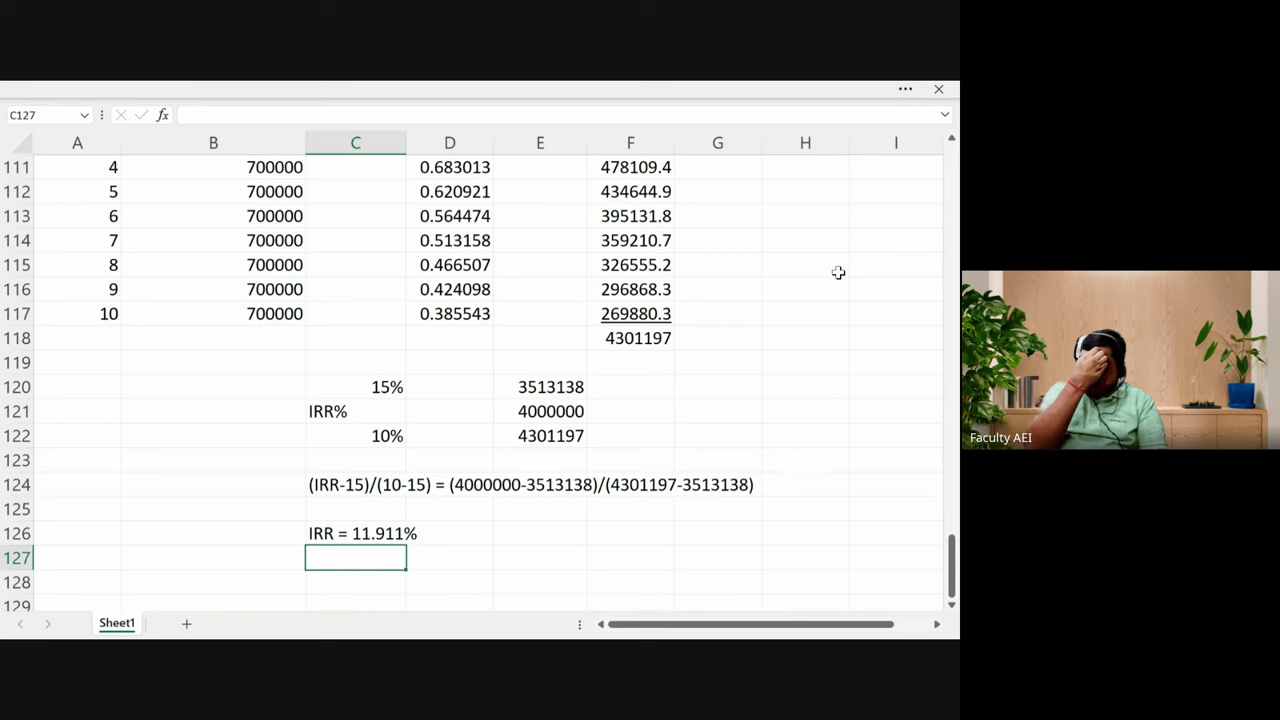 C127
fx
A B C D E F G H I
111 4 700000 0.683013 478109.4
112 5 700000 0.620921 434644.9
113 6 700000 0.564474 395131.8
114 7 700000 0.513158 359210.7
115 8 700000 0.466507 326555.2
116 9 700000 0.424098 296868.3
117 10 700000 0.385543 269880.3
118 4301197
119
120 15% 3513138
121 IRR% 4000000
122 10% 4301197
123
124 (IRR-15)/(10-15) = (4000000-3513138)/(4301197-3513138)
125
126 IRR = 11.911%
127
128
129
Sheet1
Faculty AEI